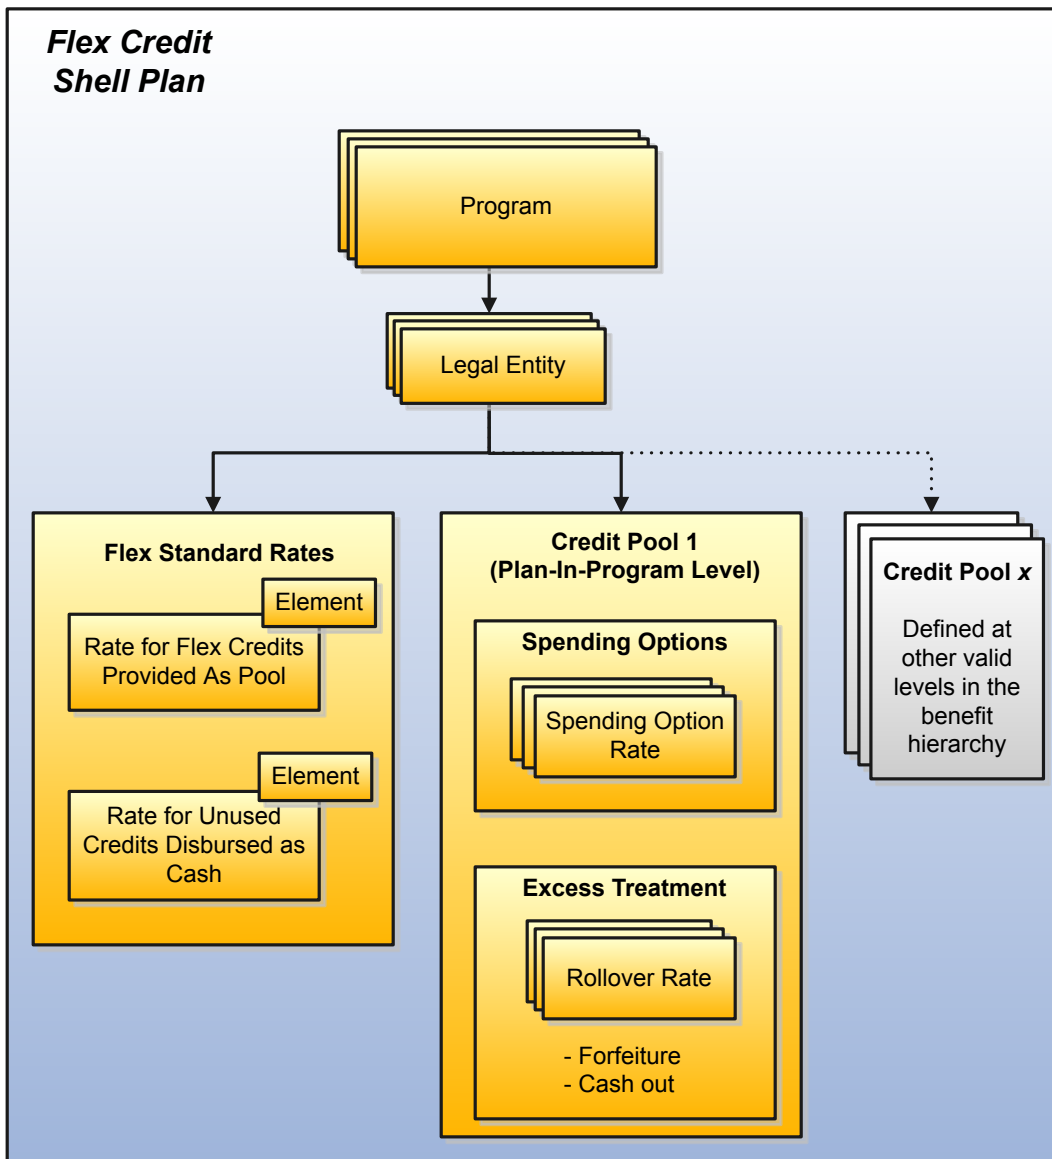 Flex Credit
Shell Plan
Program
Legal Entity
Flex Standard Rates
Element
Rate for Flex Credits
Provided As Pool
Element
Rate for Unused
Credits Disbursed as
Cash
Credit Pool 1
(Plan-In-Program Level)
Spending Options
Spending Option
Rate
Excess Treatment
Rollover Rate
- Forfeiture
- Cash out
Credit Pool x
Defined at
other valid
levels in the
benefit
hierarchy